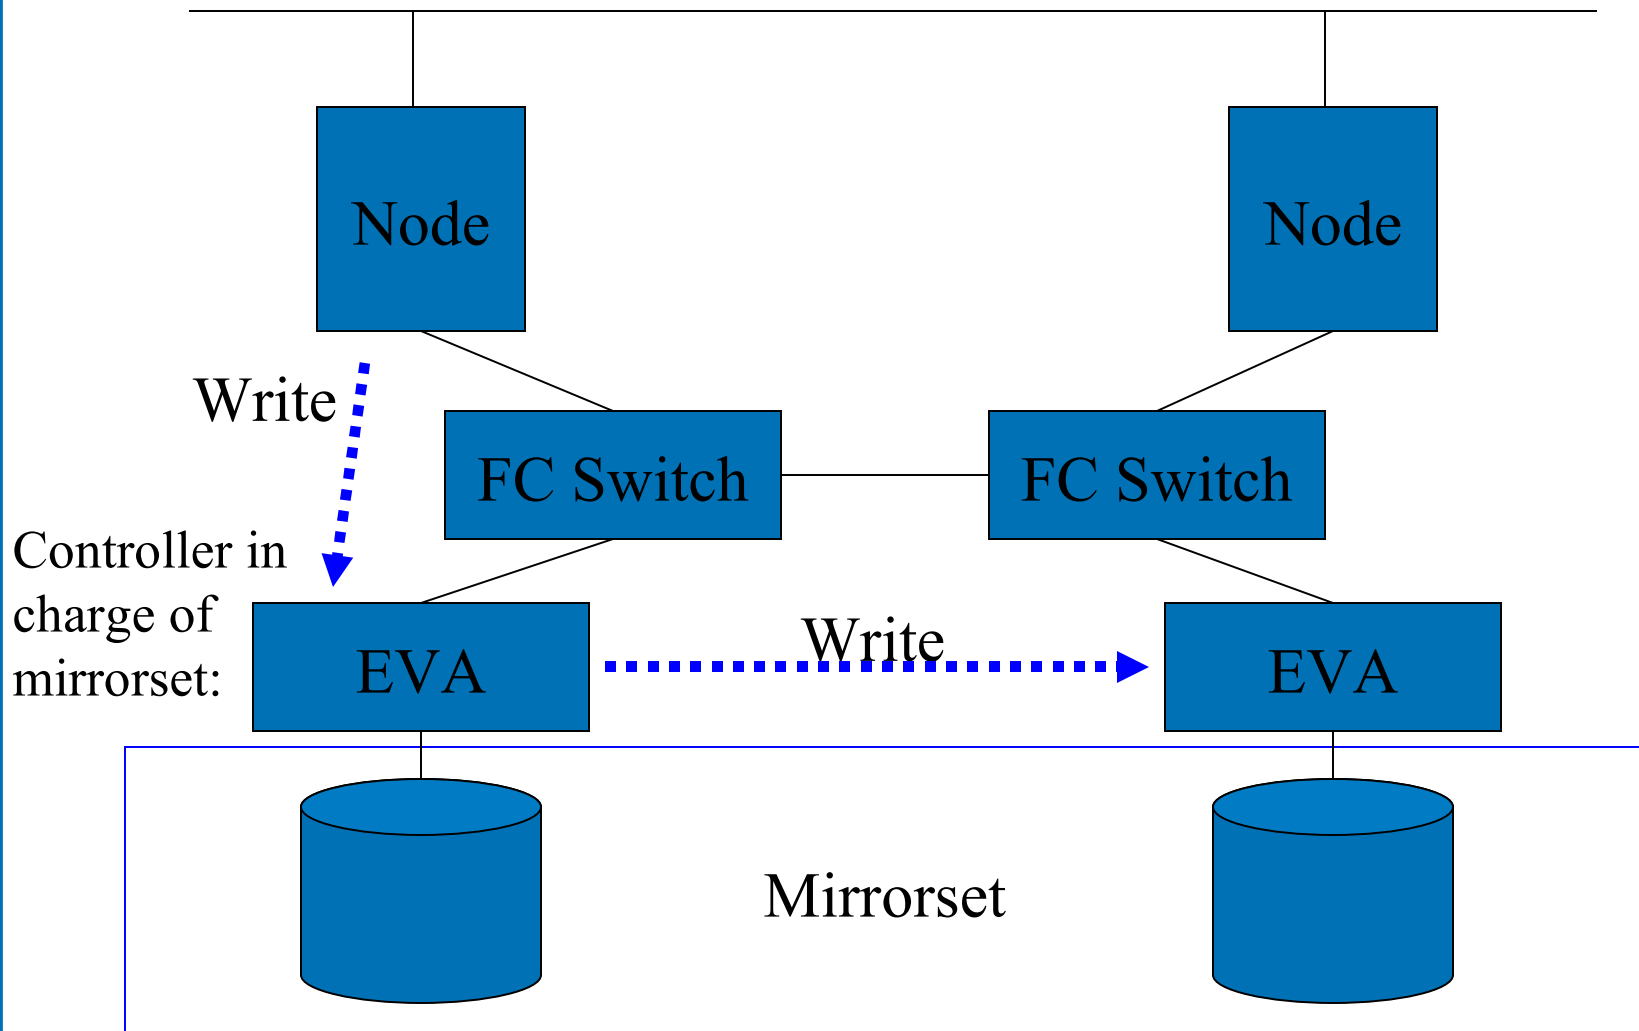 Node
Node
Write
FC Switch
FC Switch
Controller in
charge of
mirrorset:
EVA
Write
EVA
Mirrorset